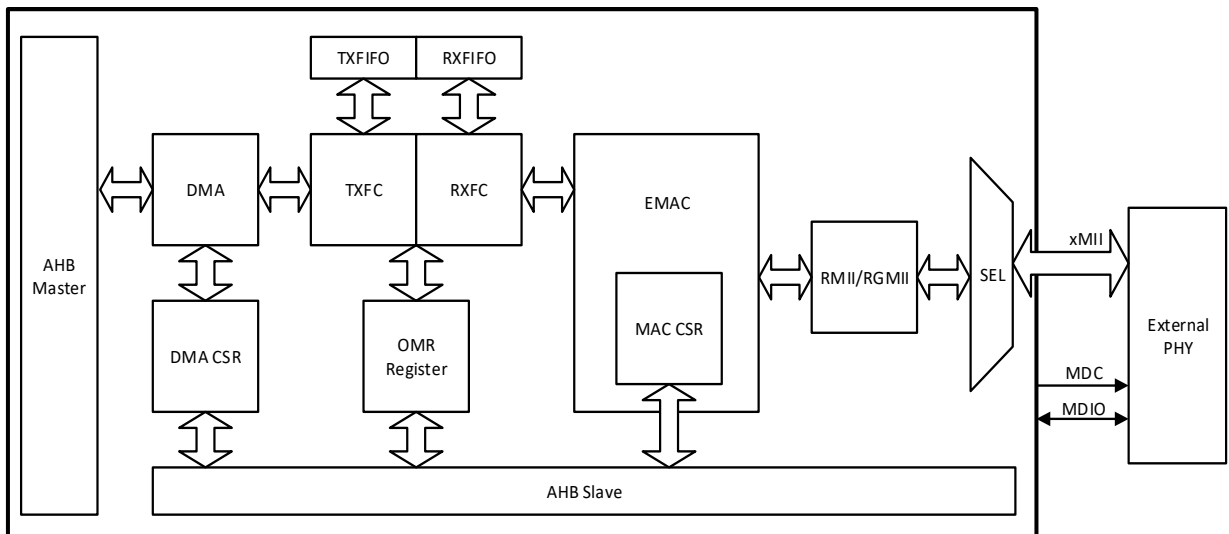 TXFIFO
RXFIFO
AHB
Master
DMA
TXFC
RXFC
EMAC
RMII/RGMII
SEL
xMII
External
PHY
DMA CSR
OMR
Register
MAC CSR
MDC
MDIO
AHB Slave